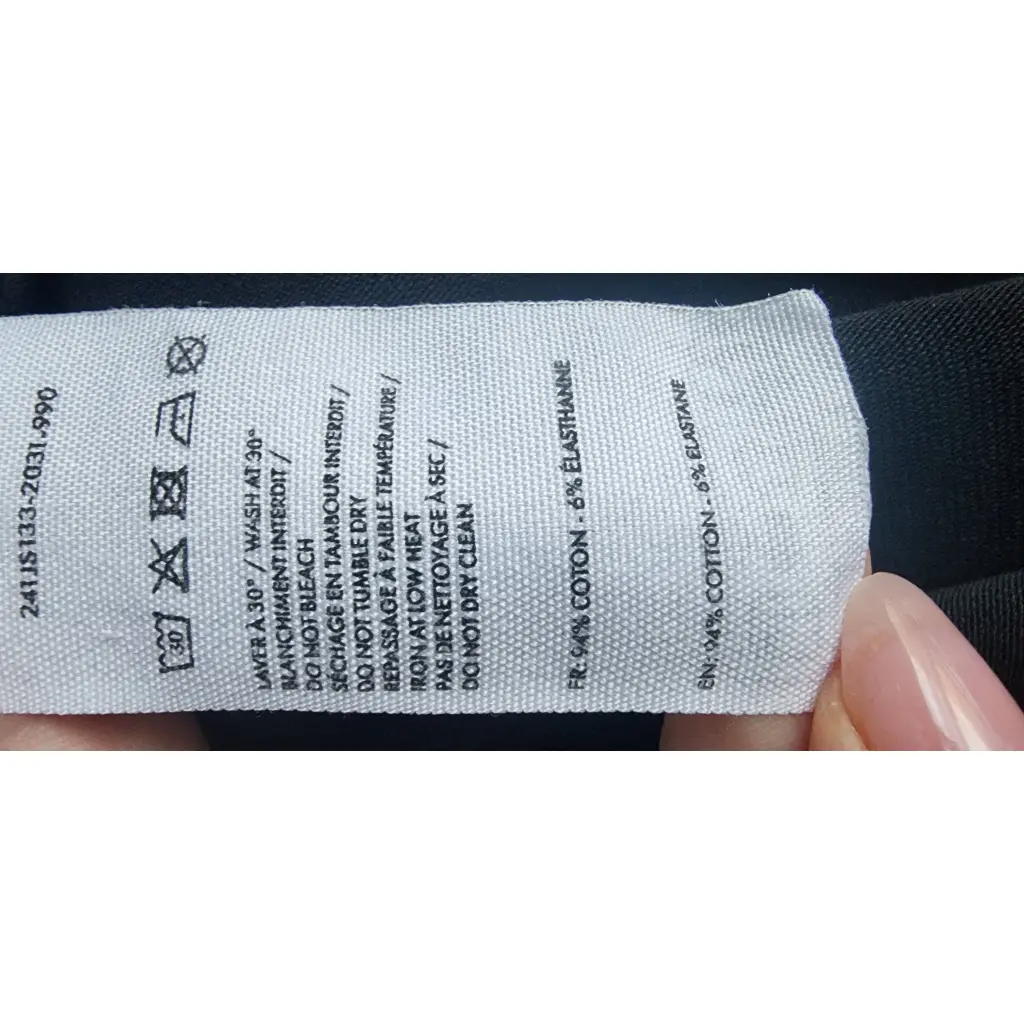 2411S133-2031-990
30
LAVER À 30° / WASH AT 30°
BLANCHIMENT INTERDIT /
DO NOT BLEACH
SÉCHAGE EN TAMBOUR INTERDIT /
DO NOT TUMBLE DRY
REPASSAGE À FAIBLE TEMPÉRATURE /
IRON AT LOW HEAT
PAS DE NETTOYAGE À SEC /
DO NOT DRY CLEAN
FR: 94% COTON - 6% ÉLASTHANNE
EN: 94% COTTON - 6% ELASTANE